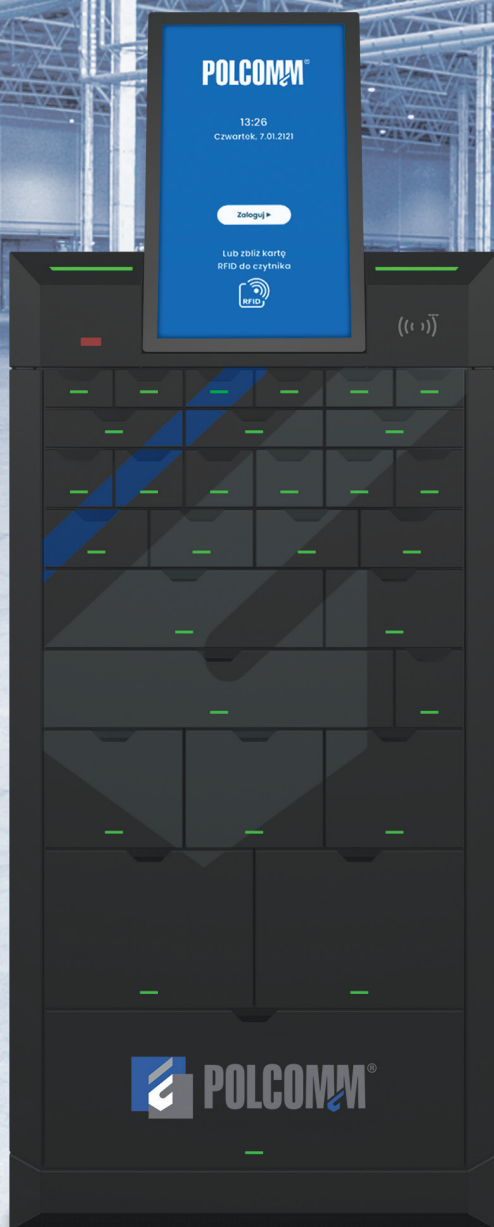 POLCOMM®
13:26
Czwartek, 7.01.2121
Zaloguj
Lub zbliż kartę
RFID do czytnika
RFID
POLCOMM®